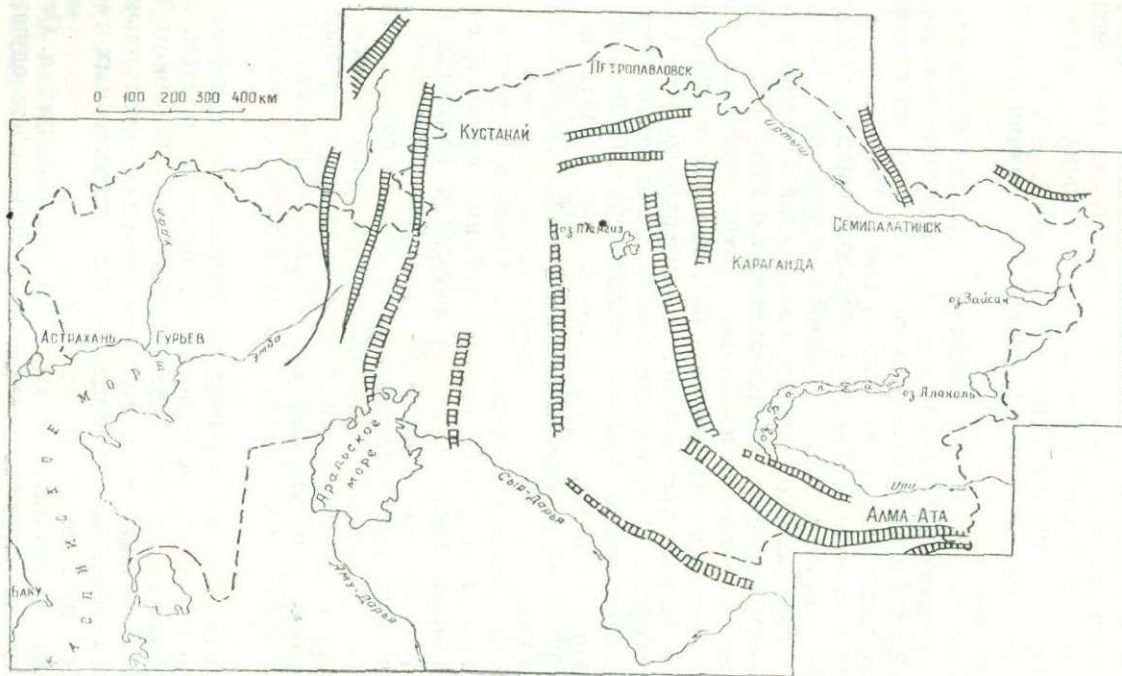 0 100 200 300 400 км
Петропавловск
Кустанай
Иртыш
Урал
оз Тенгиз
Семипалатинск
Караганда
оз.Зайсан
Астрахань
Гурьев
Эмба
оз Алаколь
Каспийское море
Аральское море
Сыр-Дарья
Или
Алма-Ата
Аму-Дарья
Баку